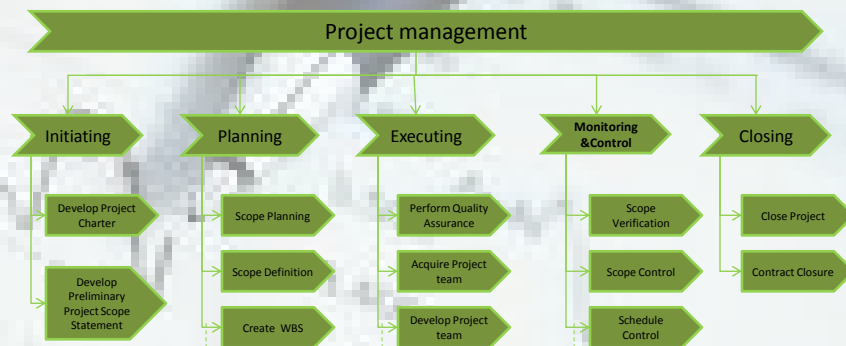 Project management
Initiating
Planning
Executing
Monitoring
&Control
Closing
Develop Project
Charter
Develop
Preliminary
Project Scope
Statement
Scope Planning
Scope Definition
Create WBS
Perform Quality
Assurance
Acquire Project
team
Develop Project
team
Scope
Verification
Scope Control
Schedule
Control
Close Project
Contract Closure